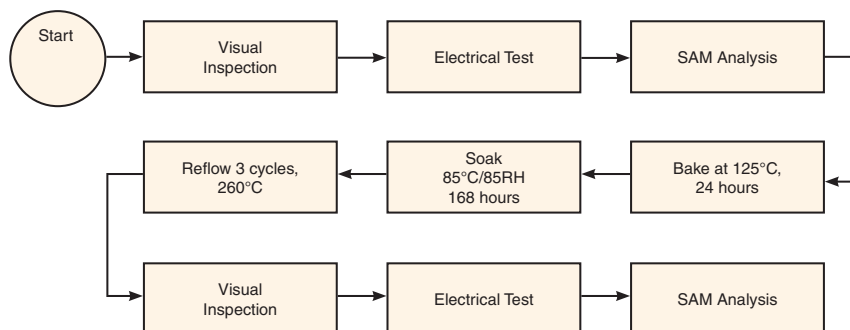 Start
Visual
Inspection
Electrical Test
SAM Analysis
Reflow 3 cycles,
260°C
Soak
85°C/85RH
168 hours
Bake at 125°C,
24 hours
Visual
Inspection
Electrical Test
SAM Analysis